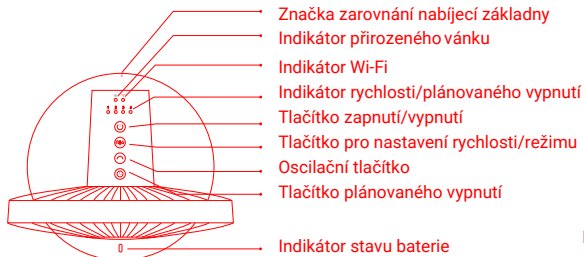 Značka zarovnání nabíjecí základny
Indikátor přirozeného vánku
Indikátor Wi-Fi
Indikátor rychlosti/plánovaného vypnutí
Tlačítko zapnutí/vypnutí
Tlačítko pro nastavení rychlosti/režimu
Oscilační tlačítko
Tlačítko plánovaného vypnutí
Indikátor stavu baterie